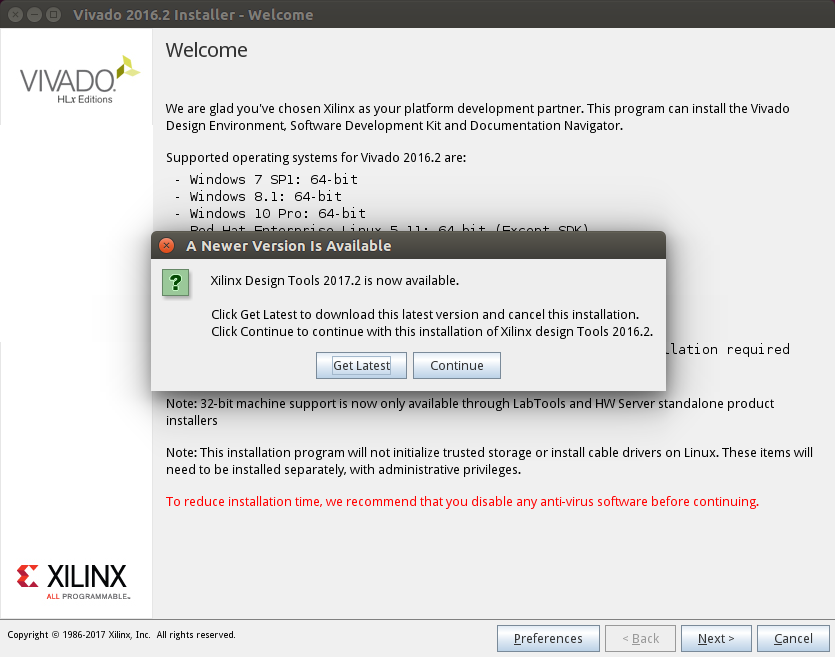 Vivado 2016.2 Installer - Welcome
VIVADO
HLx Editions
Welcome
We are glad you've chosen Xilinx as your platform development partner. This program can install the Vivado
Design Environment, Software Development Kit and Documentation Navigator.
Supported operating systems for Vivado 2016.2 are:
- Windows 7 SP1: 64-bit
- Windows 8.1: 64-bit
- Windows 10 Pro: 64-bit
- Red Hat Enterprise Linux 5.11: 64-bit (Except SDK)
A Newer Version Is Available
Xilinx Design Tools 2017.2 is now available.
Click Get Latest to download this latest version and cancel this installation.
Click Continue to continue with this installation of Xilinx design Tools 2016.2.
required
Get Latest Continue
Note: 32-bit machine support is now only available through LabTools and HW Server standalone product
installers
Note: This installation program will not initialize trusted storage or install cable drivers on Linux. These items will
need to be installed separately, with administrative privileges.
To reduce installation time, we recommend that you disable any anti-virus software before continuing.
XILINX
ALL PROGRAMMABLE™
Copyright © 1986-2017 Xilinx, Inc. All rights reserved.
Preferences < Back Next > Cancel